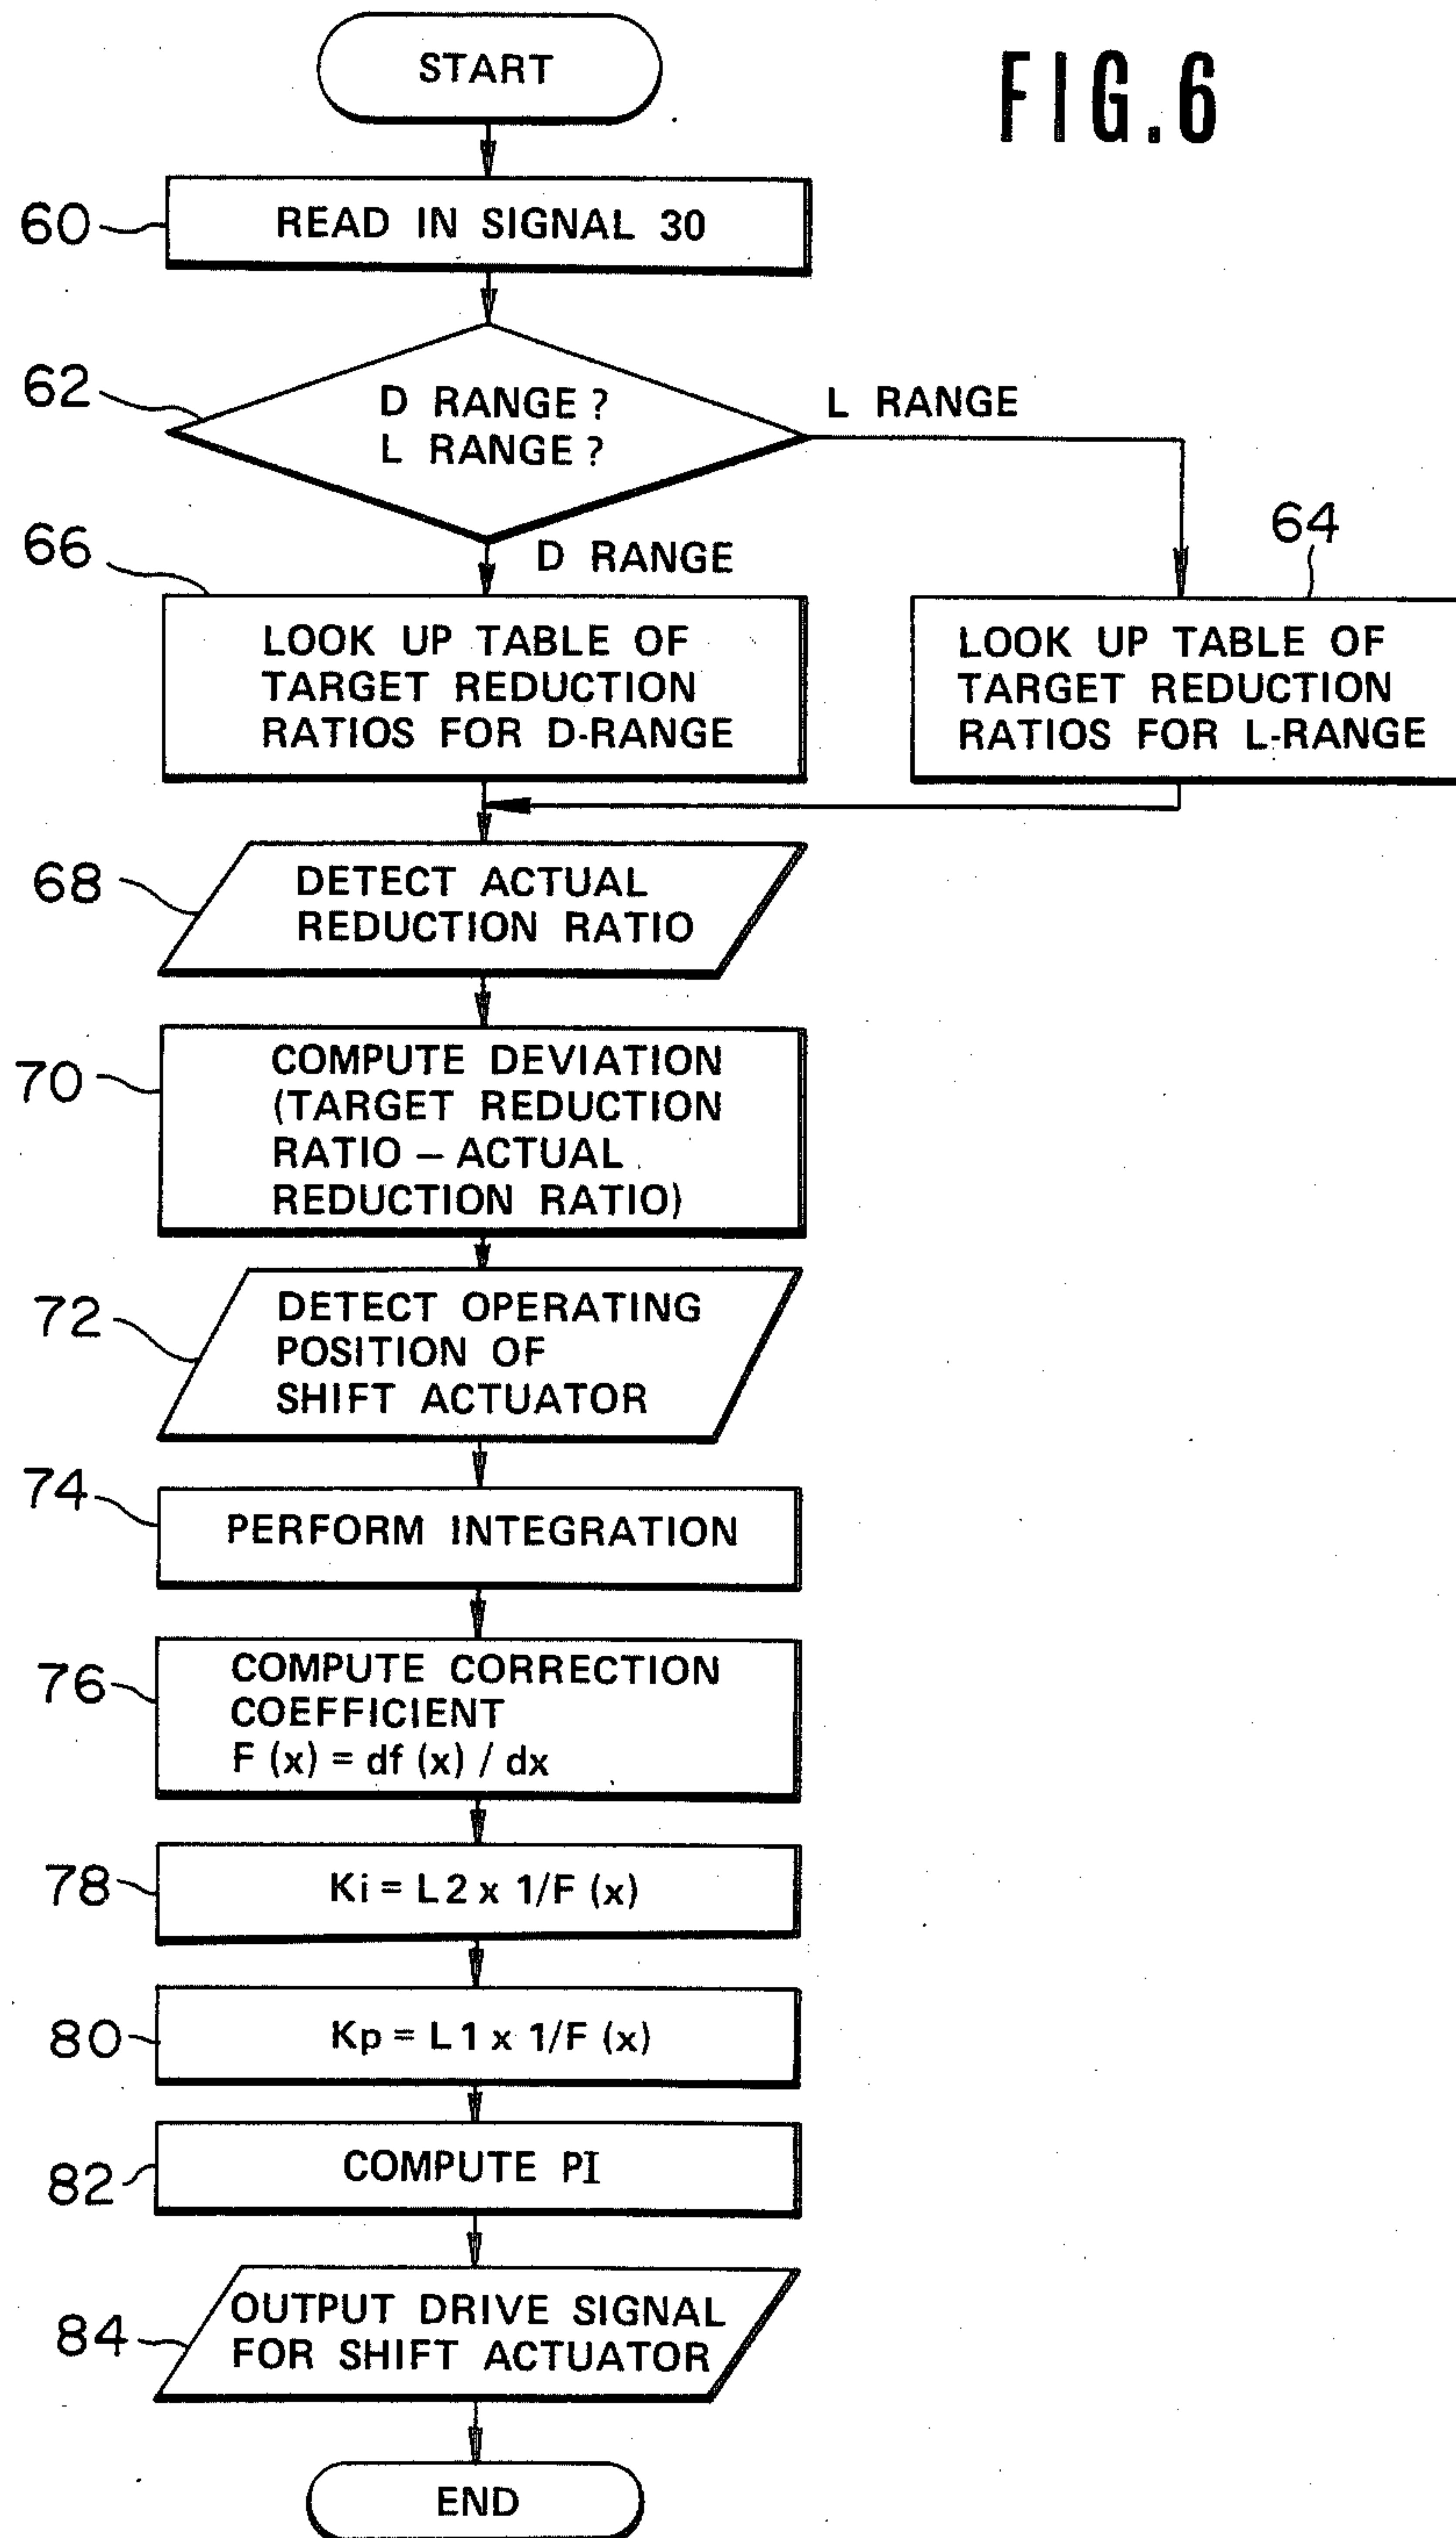 FIG.6
START
60
READ IN SIGNAL 30
62
D RANGE?
L RANGE?
L RANGE
D RANGE
66
LOOK UP TABLE OF
TARGET REDUCTION
RATIOS FOR D-RANGE
64
LOOK UP TABLE OF
TARGET REDUCTION
RATIOS FOR L-RANGE
68
DETECT ACTUAL
REDUCTION RATIO
70
COMPUTE DEVIATION
(TARGET REDUCTION
RATIO – ACTUAL
REDUCTION RATIO)
72
DETECT OPERATING
POSITION OF
SHIFT ACTUATOR
74
PERFORM INTEGRATION
76
COMPUTE CORRECTION
COEFFICIENT
F (x) = df (x) / dx
78
Ki = L2 x 1/F (x)
80
Kp = L1 x 1/F (x)
82
COMPUTE PI
84
OUTPUT DRIVE SIGNAL
FOR SHIFT ACTUATOR
END